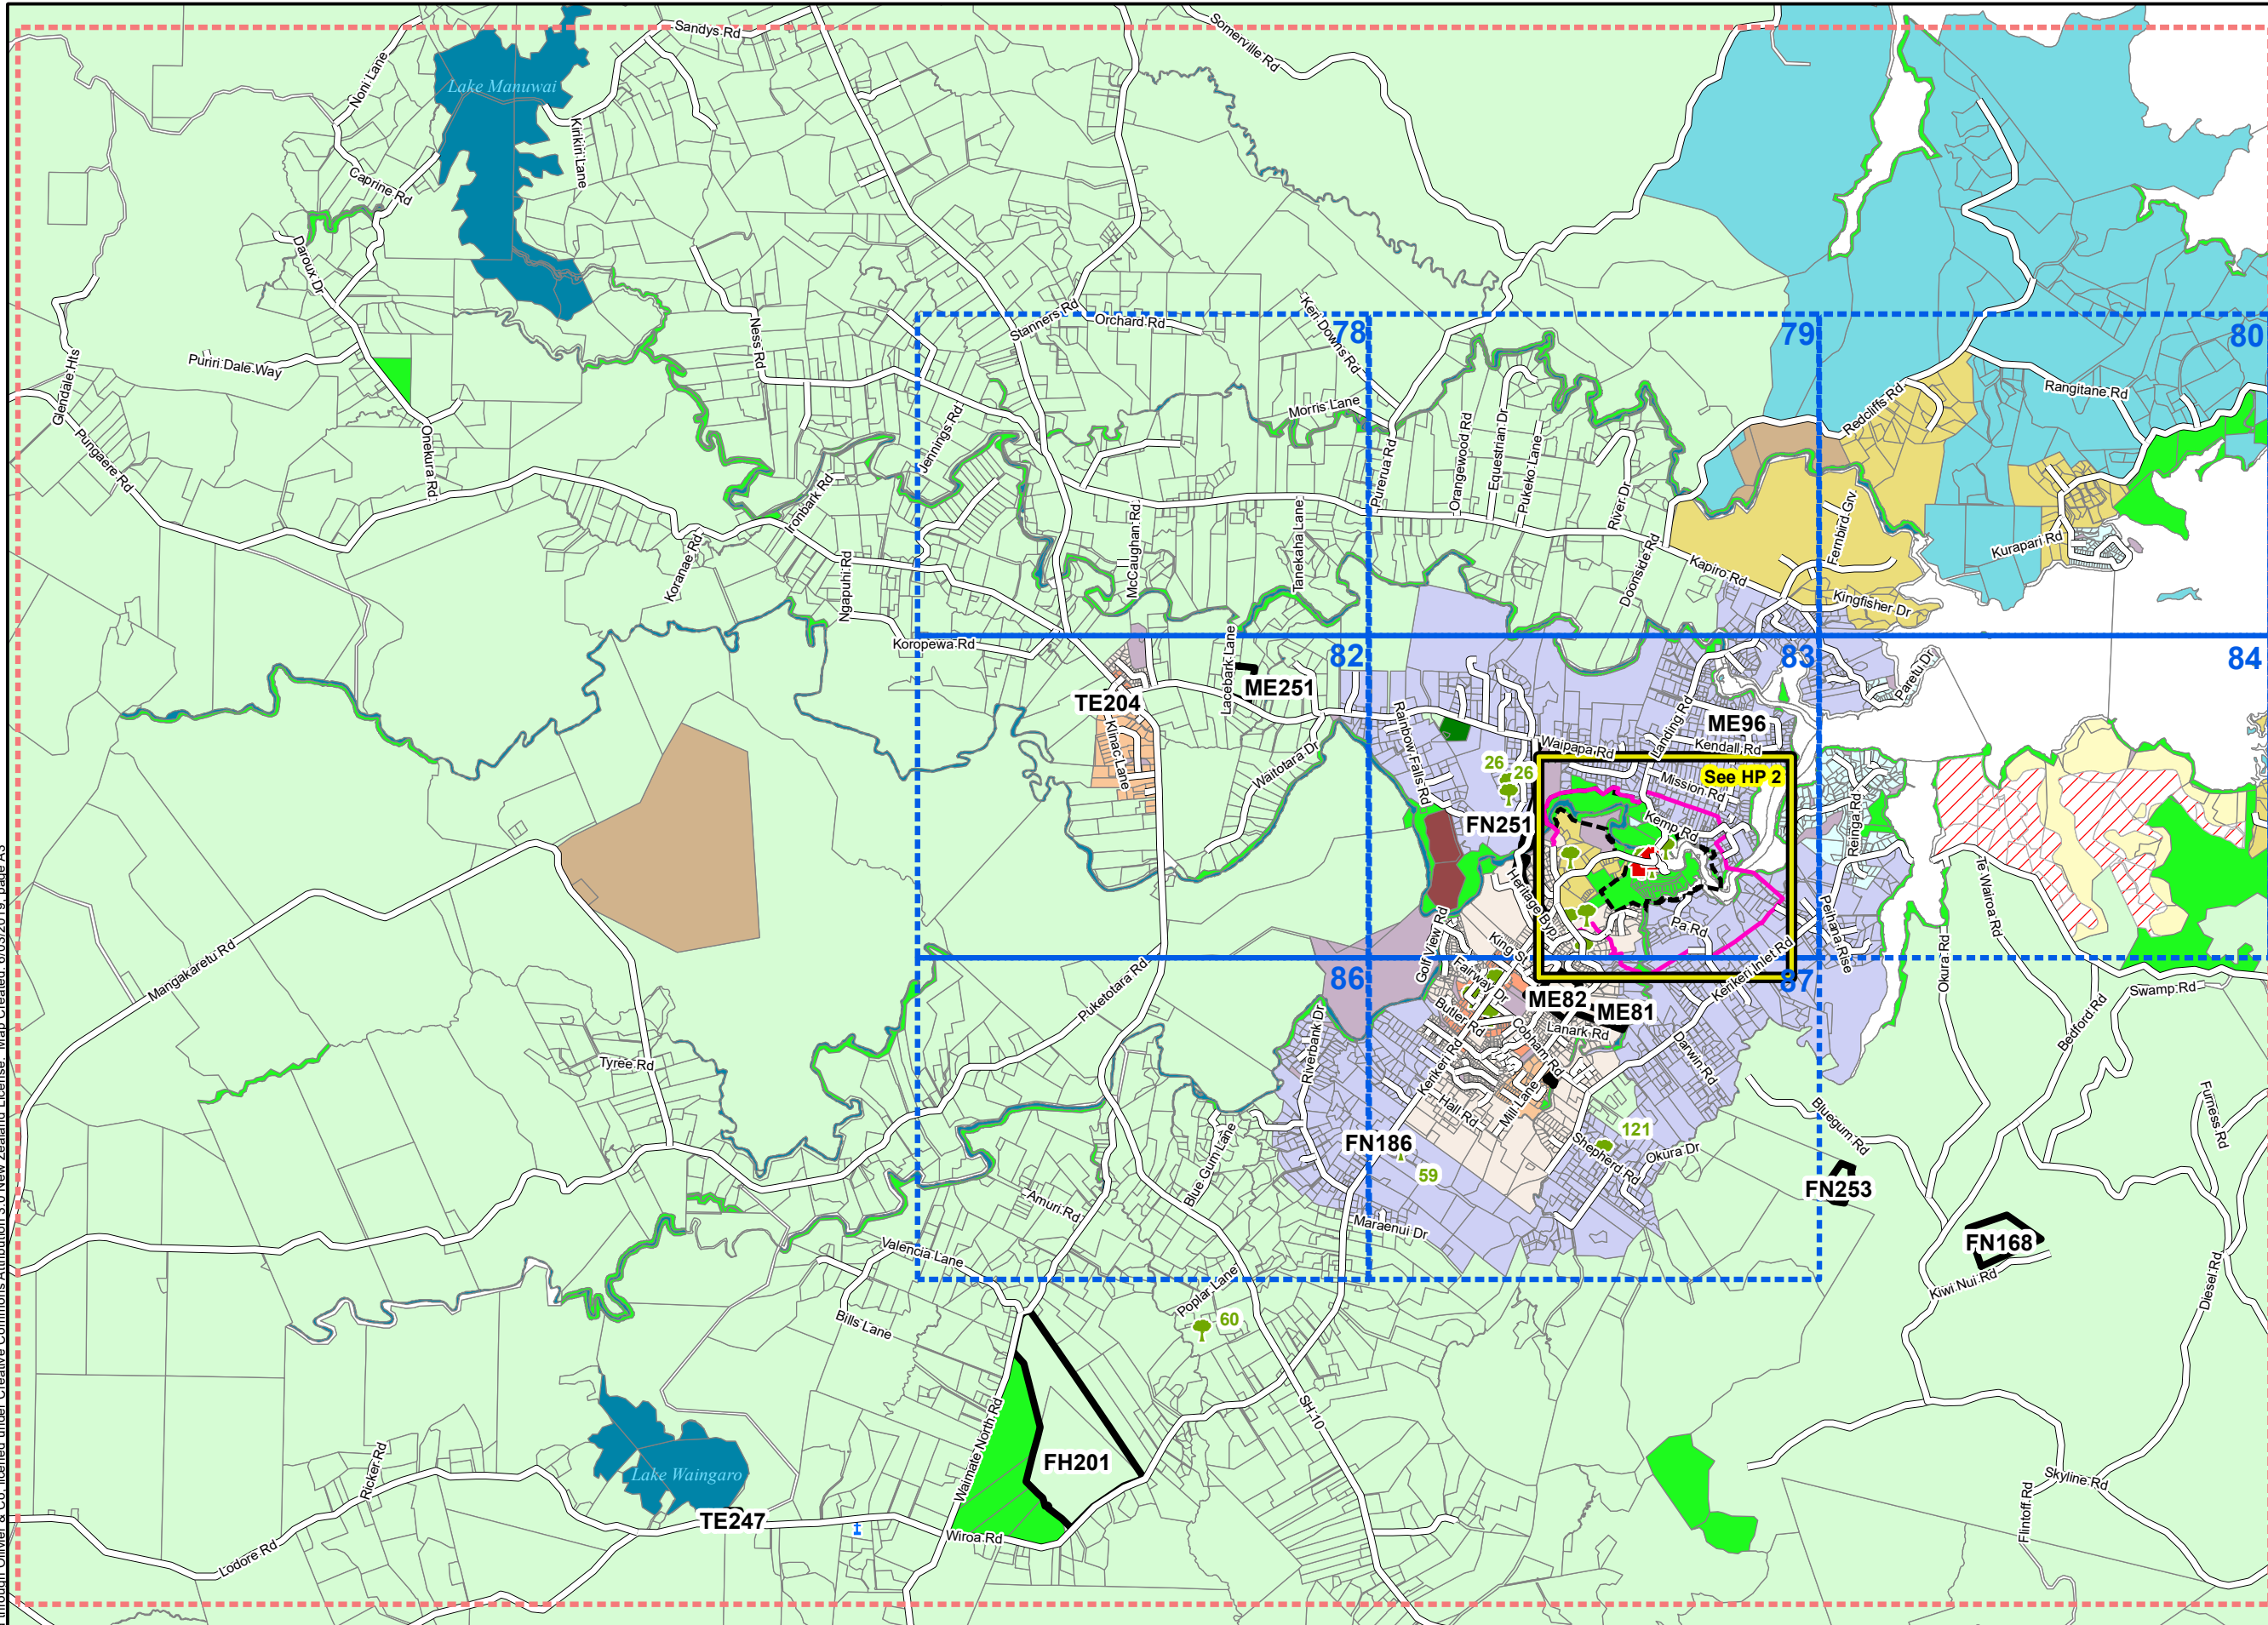 Sandys Rd
Somerville Rd
Noni Lane
Lake Manuwai
Kirikiri Lane
Caprine Rd
Daroux Dr
Ness Rd
Stanners Rd
Orchard Rd
Keri Downs Rd
78
79
80
Glendale Hts
Puriri Dale Way
Morris Lane
Redcliffs Rd
Rangitane Rd
Pungaere Rd
Onekura Rd
Jennings Rd
Purerua Rd
Orangewood Rd
Equestrian Dr
Pukeko Lane
River Dr
Ironbark Rd
McCaughan Rd
Tanekaha Lane
Fernbird Grv
Kurapari Rd
Koranae Rd
Ngapuhi Rd
Doonside Rd
Kapiro Rd
Kingfisher Dr
Koropewa Rd
Lacebark Lane
82
83
84
Paretu Dr
TE204
ME251
Klinac Lane
Waitotara Dr
Rainbow Falls Rd
Landing Rd
ME96
Waipapa Rd
Kendall Rd
See HP 2
26
26
Mission Rd
FN251
Kemp Rd
Reinga Rd
Te Wairoa Rd
Heritage Byp
Pa Rd
Pelhana Rise
Okura Rd
Mangakaretu Rd
Golf View Rd
King St
Kerikeri Inlet Rd
86
87
Puketotara Rd
Fairway Dr
ME82
ME81
Swamp Rd
Butler Rd
Cobham Rd
Lanark Rd
Bedford Rd
Tyree Rd
Riverbank Dr
Kerikeri Rd
Darwin Rd
Hall Rd
Mill Lane
Bluegum Rd
Furness Rd
Blue Gum Lane
FN186
121
Shepherd Rd
Okura Dr
59
FN253
Amuri Rd
Maraenui Dr
FN168
Valencia Lane
Kiwi Nui Rd
Diesel Rd
Poplar Lane
60
Bills Lane
SH 10
Waimate North Rd
FH201
Ricker Rd
Lake Waingaro
Skyline Rd
TE247
Flintoff Rd
Wiroa Rd
Lodore Rd